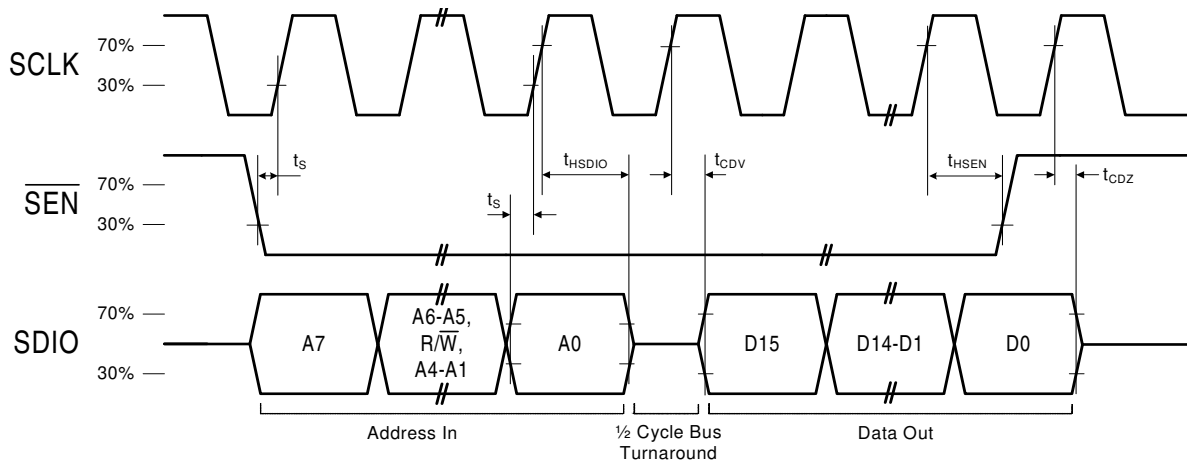 SCLK
70%
30%
tS
tHSDIO
tCDV
tHSEN
tCDZ
SEN
70%
30%
tS
SDIO
70%
30%
A7
A6-A5,
R/W,
A4-A1
A0
D15
D14-D1
D0
Address In
½ Cycle Bus
Turnaround
Data Out